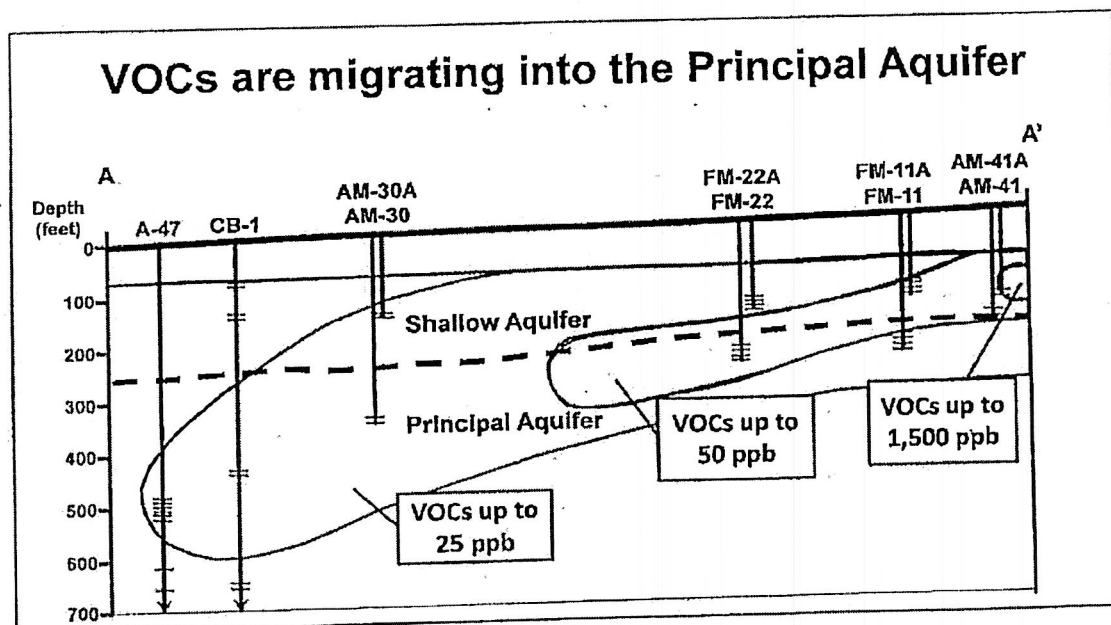 VOCs are migrating into the Principal Aquifer
A
A'
Depth
(feet)
A-47
CB-1
AM-30A
AM-30
FM-22A
FM-22
FM-11A
FM-11
AM-41A
AM-41
0
100
200
300
400
500
600
700
Shallow Aquifer
Principal Aquifer
VOCs up to
25 ppb
VOCs up to
50 ppb
VOCs up to
1,500 ppb